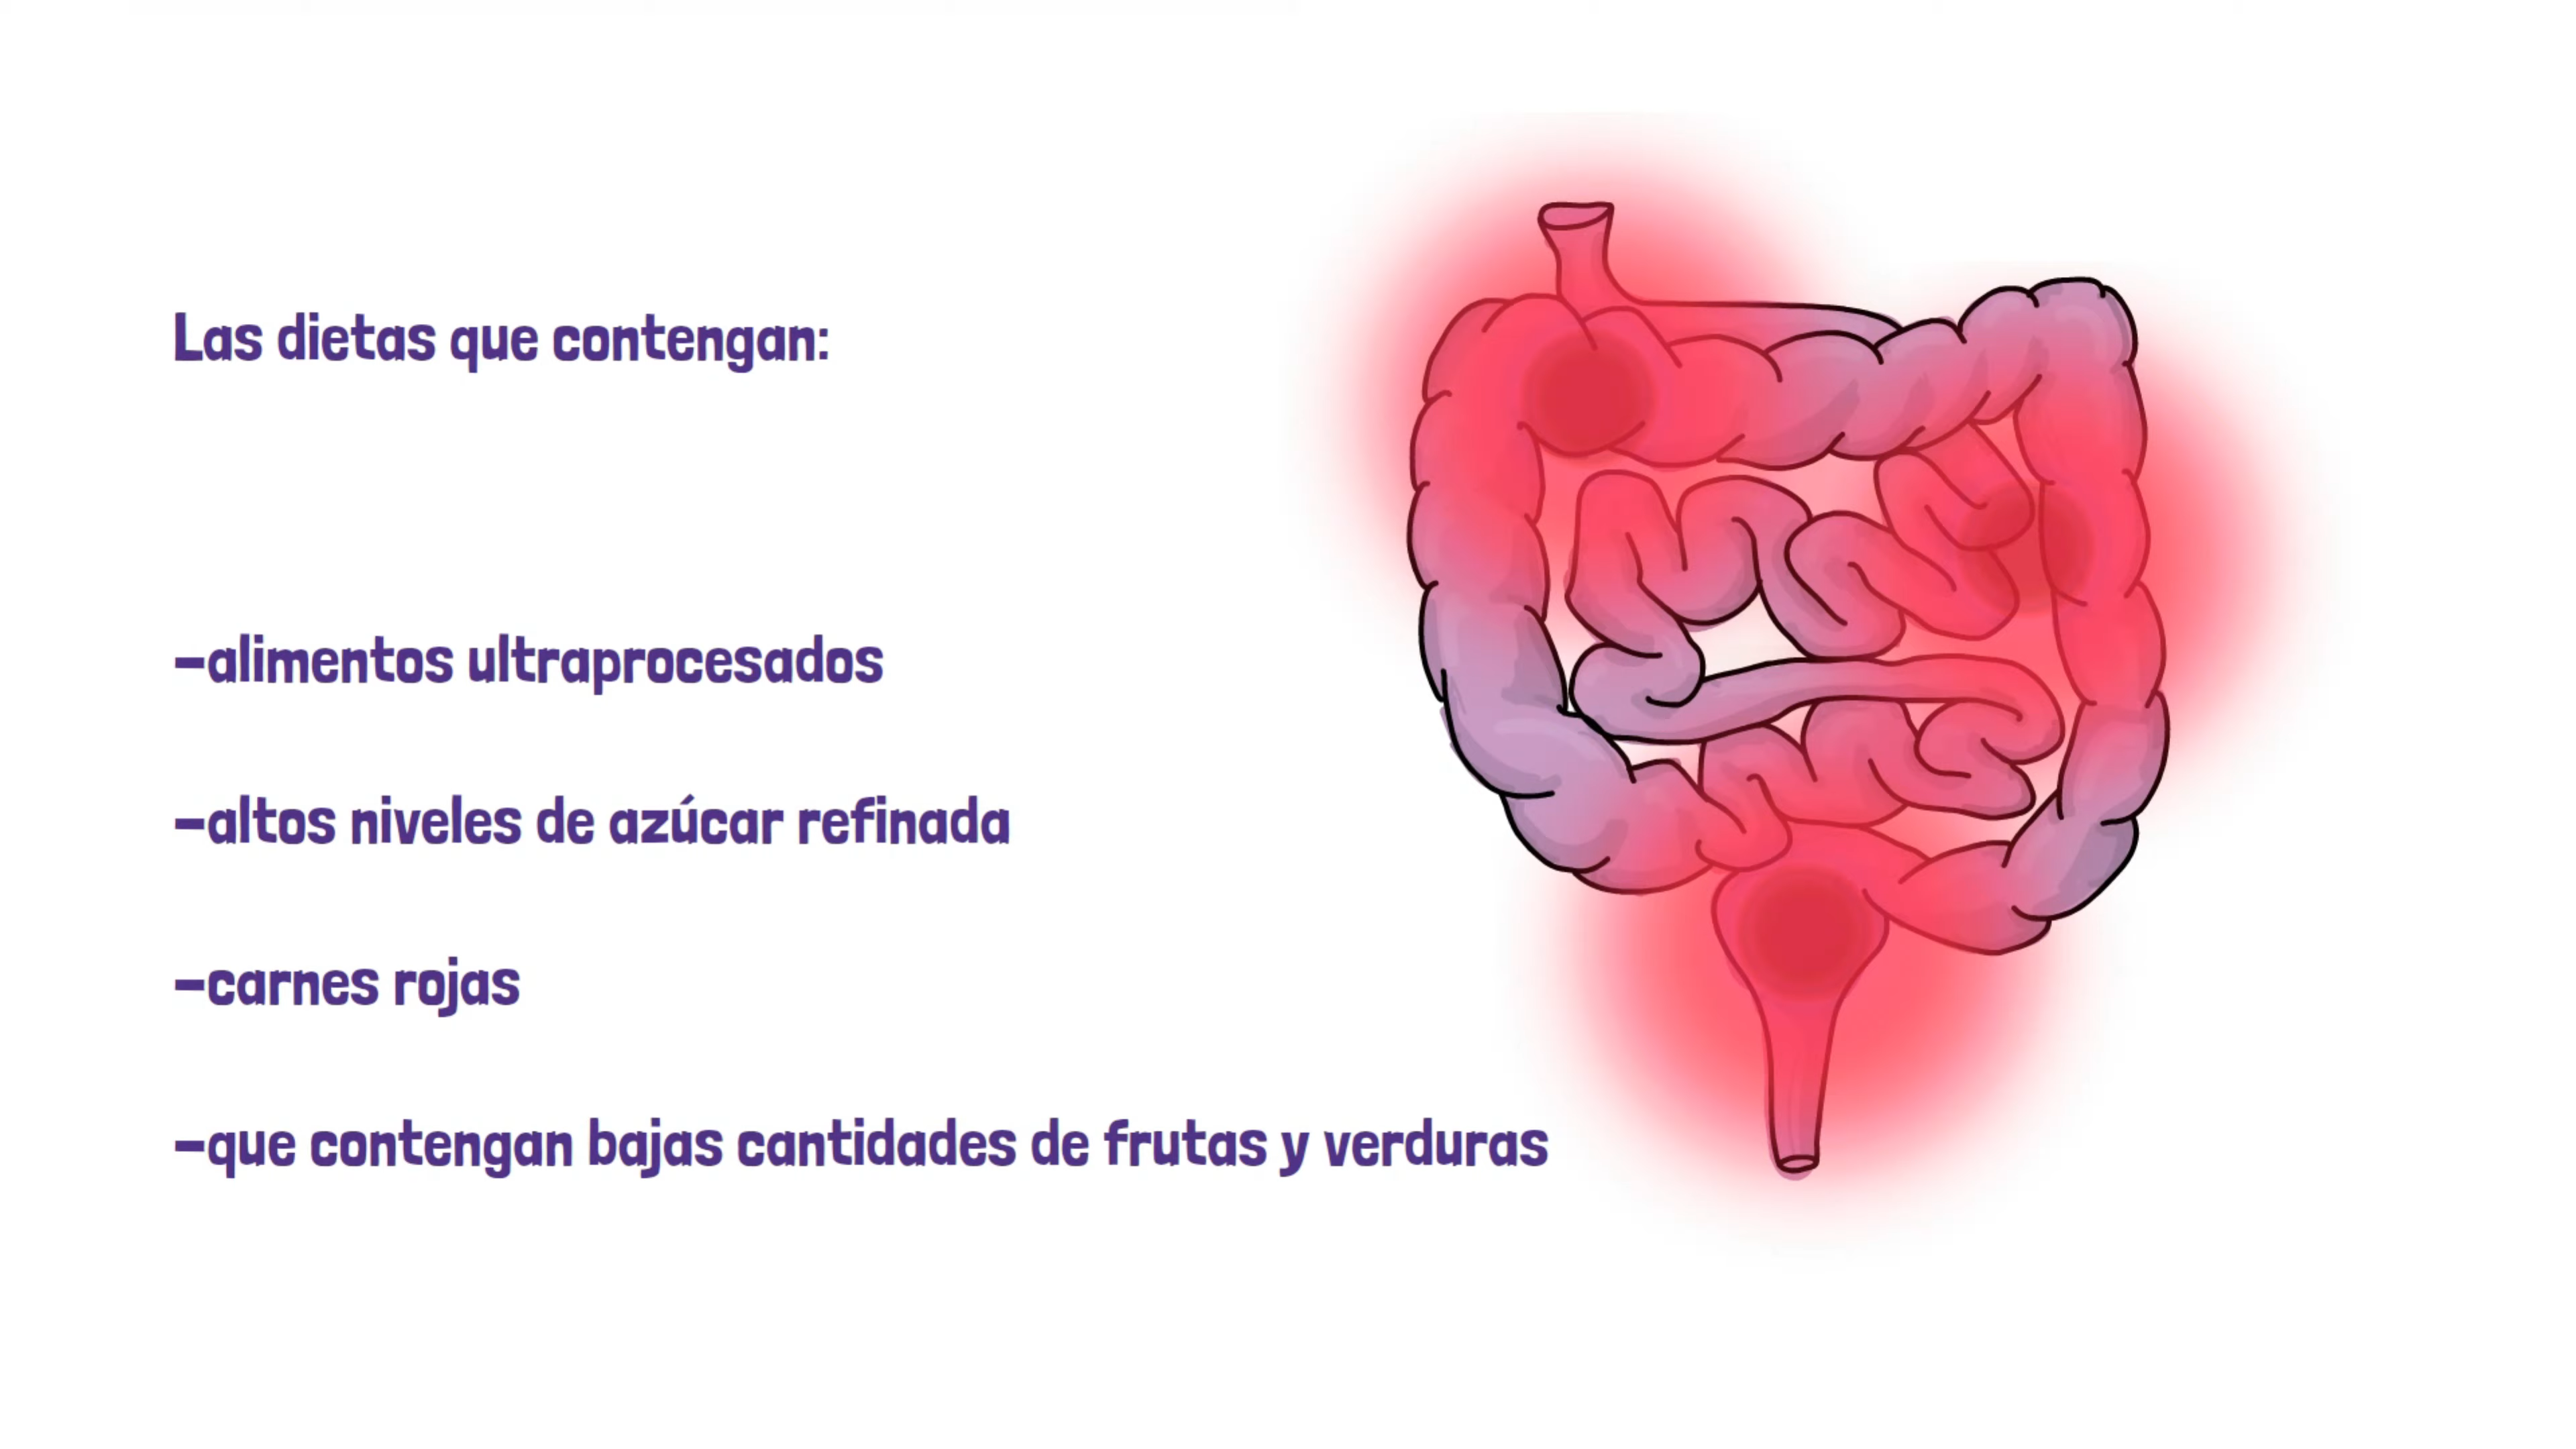 Las dietas que contengan:
-alimentos ultraprocesados
-altos niveles de azúcar refinada
-carnes rojas
-que contengan bajas cantidades de frutas y verduras